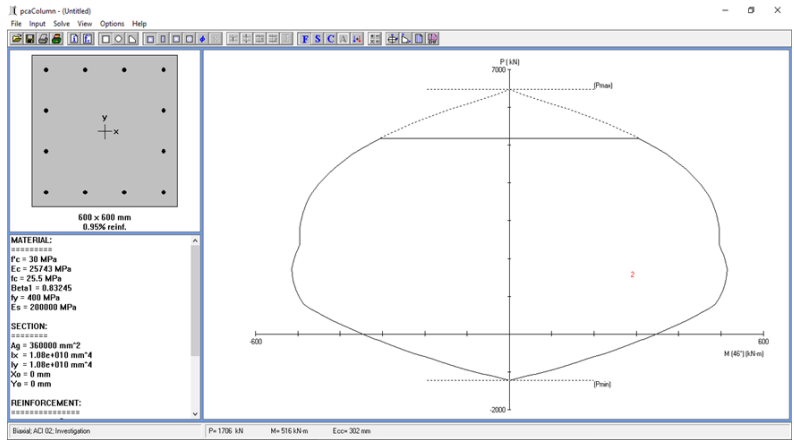 pcaColumn - (Untitled)
File Input Solve View Options Help
F S C A
y
x
600 x 600 mm
0.95% reinf.
MATERIAL:
=========
f'c = 30 MPa
Ec = 25743 MPa
fc = 25.5 MPa
Beta1 = 0.83245
fy = 400 MPa
Es = 200000 MPa
SECTION:
========
Ag = 360000 mm^2
Ix = 1.08e+010 mm^4
Iy = 1.08e+010 mm^4
Xo = 0 mm
Yo = 0 mm
REINFORCEMENT:
==============
P (kN)
7000
(Pmax)
2
-600
600
M (46°) (kN-m)
(Pmin)
-2000
Biaxial; ACI 02; Investigation
P= 1706 kN M= 516 kN-m Ecc= 302 mm